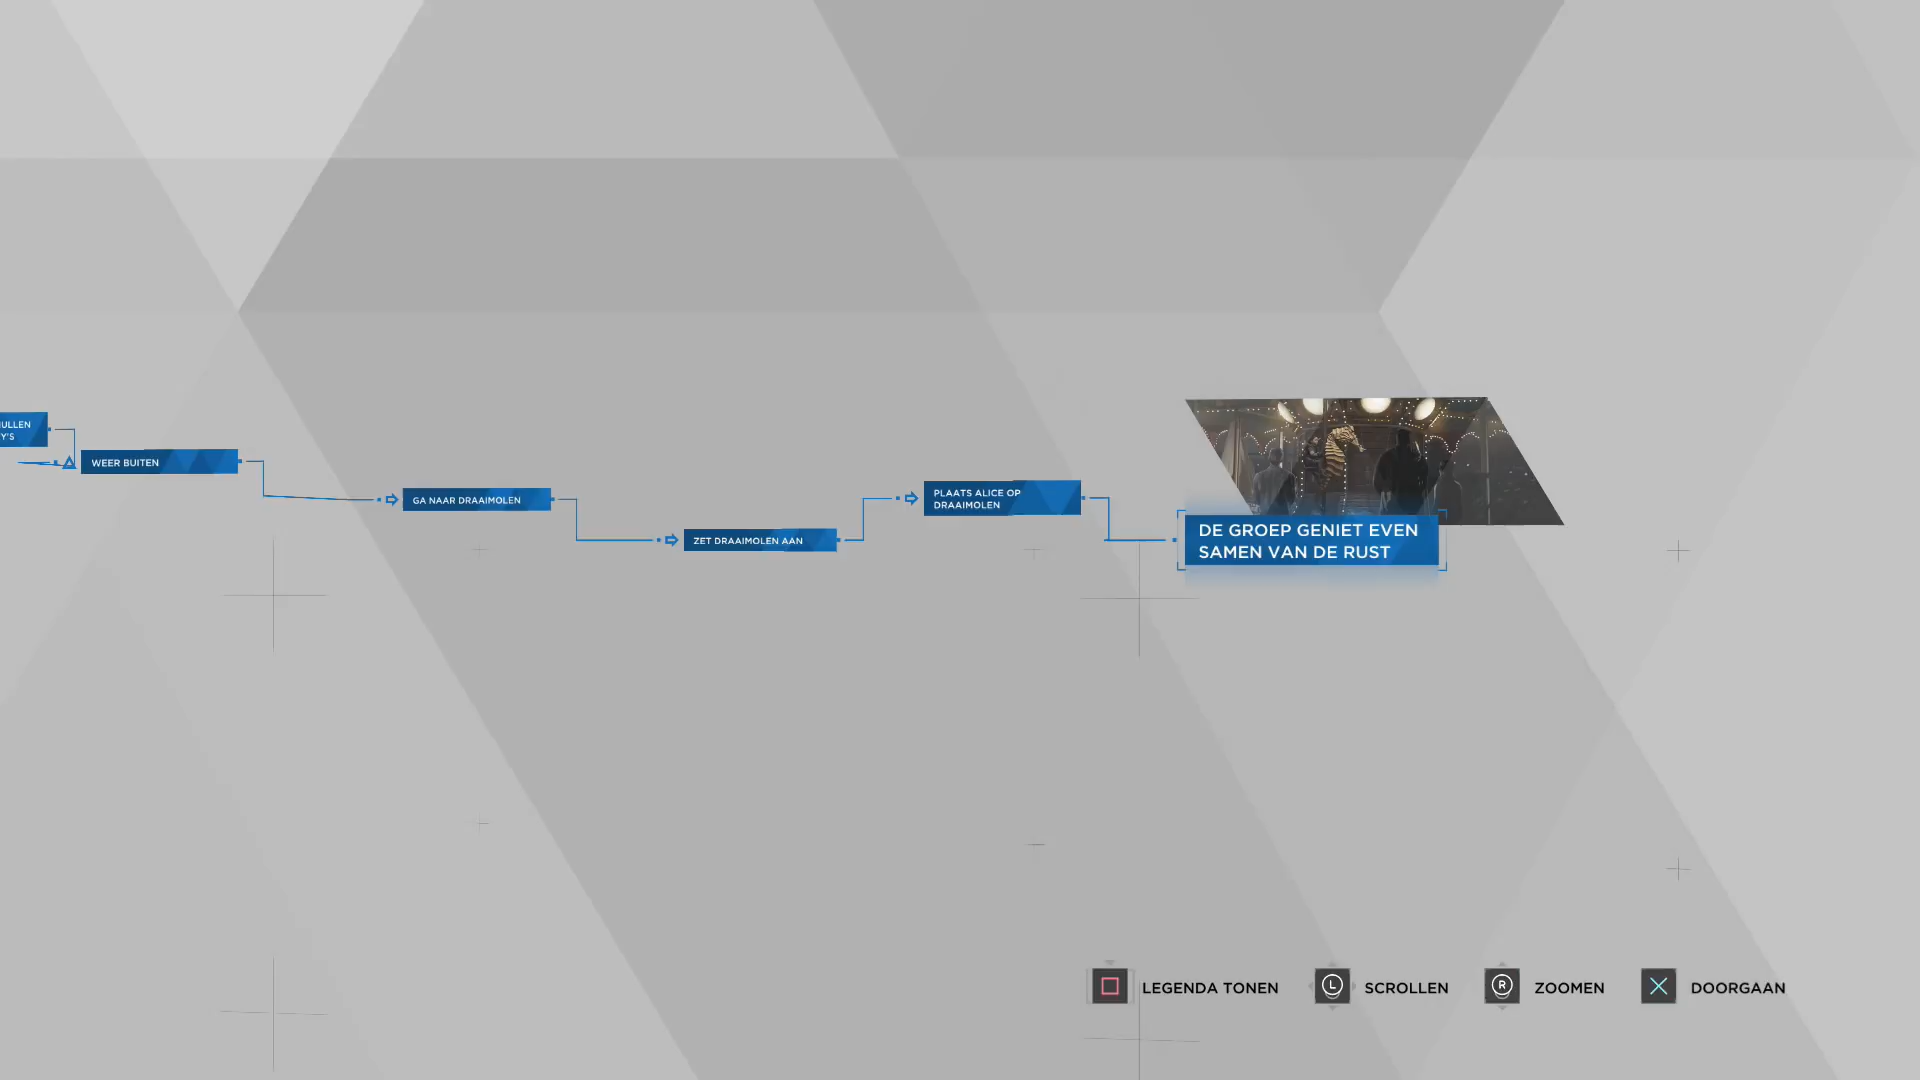 Y'S
WEER BUITEN
GA NAAR DRAAIMOLEN
ZET DRAAIMOLEN AAN
PLAATS ALICE OP
DRAAIMOLEN
DE GROEP GENIET EVEN
SAMEN VAN DE RUST
LEGENDA TONEN
L
SCROLLEN
R
ZOOMEN
DOORGAAN